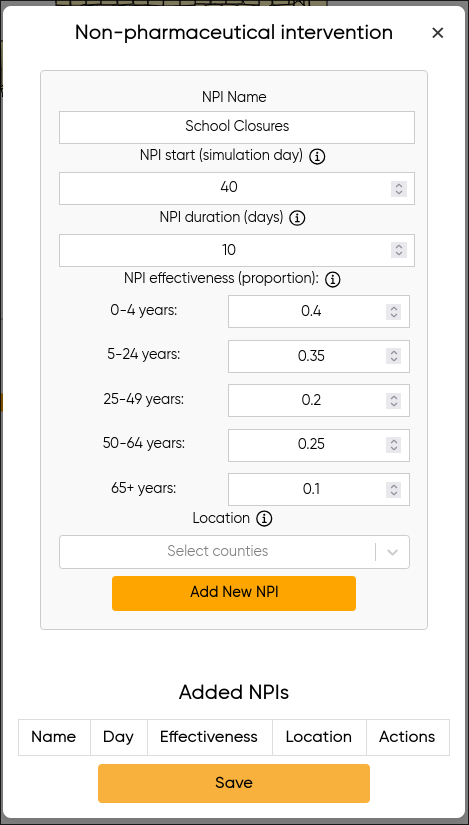 Non-pharmaceutical intervention ×
NPI Name
School Closures
NPI start (simulation day)
40
NPI duration (days)
10
NPI effectiveness (proportion):
0-4 years: 0.4
5-24 years: 0.35
25-49 years: 0.2
50-64 years: 0.25
65+ years: 0.1
Location
Select counties
Add New NPI
Added NPIs
Name Day Effectiveness Location Actions
Save